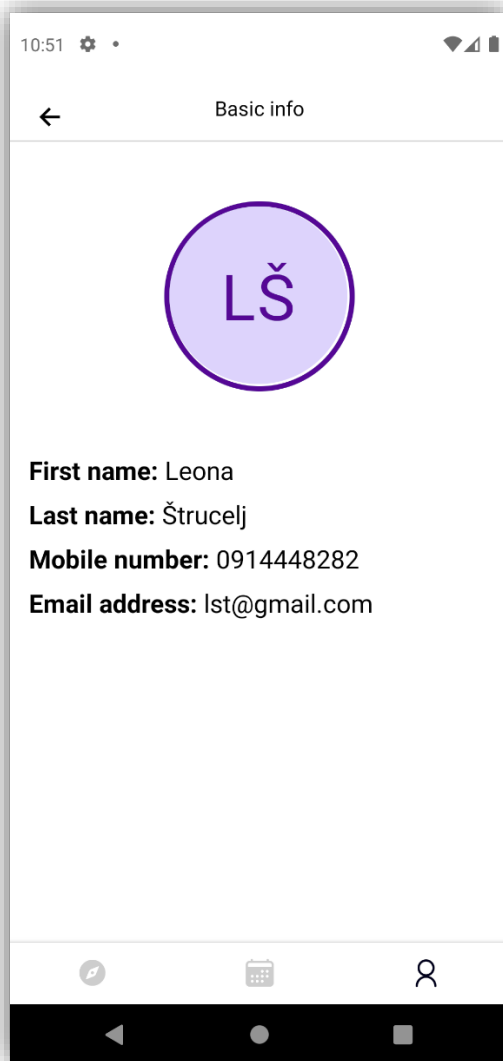 10:51
Basic info
LŠ
First name: Leona
Last name: Štrucelj
Mobile number: 0914448282
Email address: lst@gmail.com